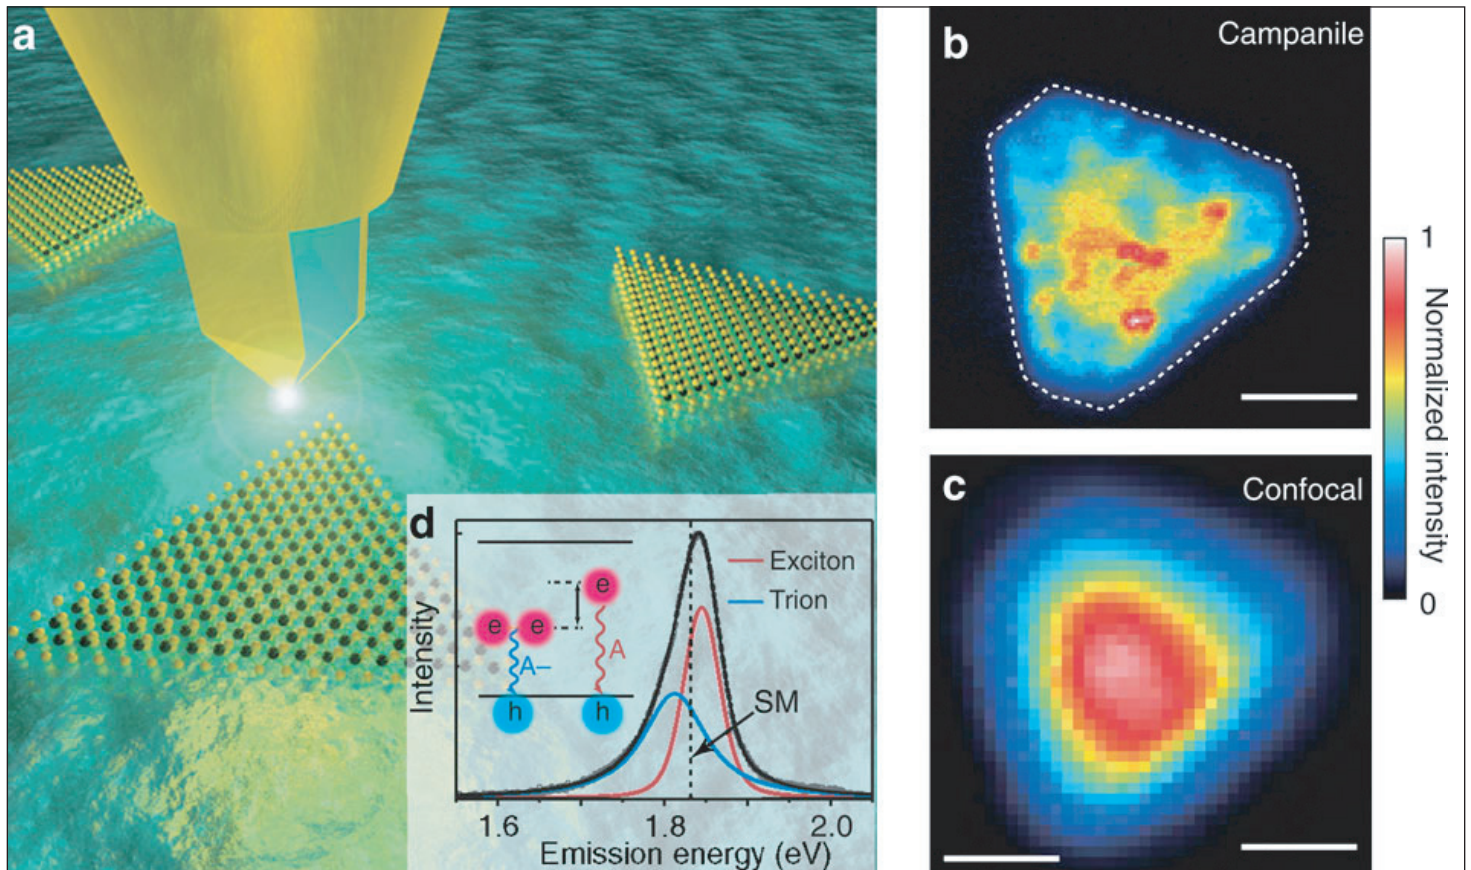 a
b
Campanile
c
Confocal
1
Normalized intensity
0
d
Exciton
Trion
e
e
e
A–
A
h
h
SM
Intensity
1.6
1.8
2.0
Emission energy (eV)